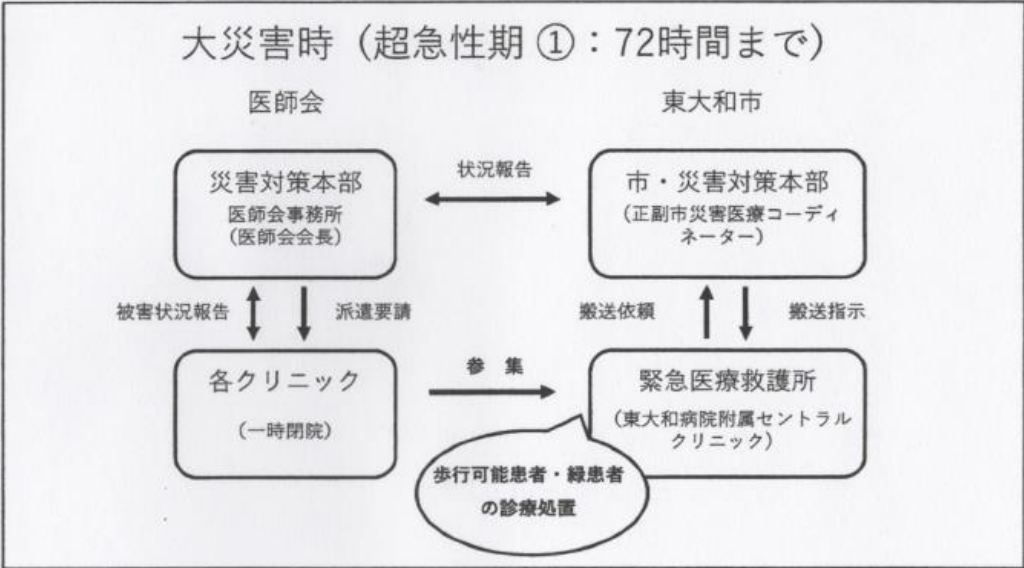 大災害時（超急性期 ①：72時間まで）
医師会
東大和市
災害対策本部
医師会事務所
(医師会会長)
状況報告
市・災害対策本部
(正副市災害医療コーディ
ネーター)
被害状況報告
派遣要請
搬送依頼
搬送指示
各クリニック
(一時閉院)
参 集
緊急医療救護所
(東大和病院附属セントラル
クリニック)
歩行可能患者・緑患者
の診療処置